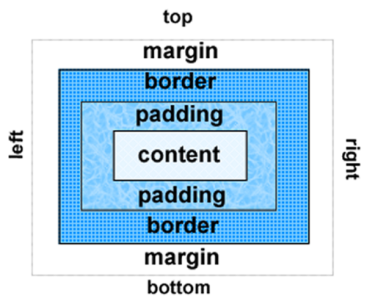 top
margin
border
padding
left
content
right
padding
border
margin
bottom